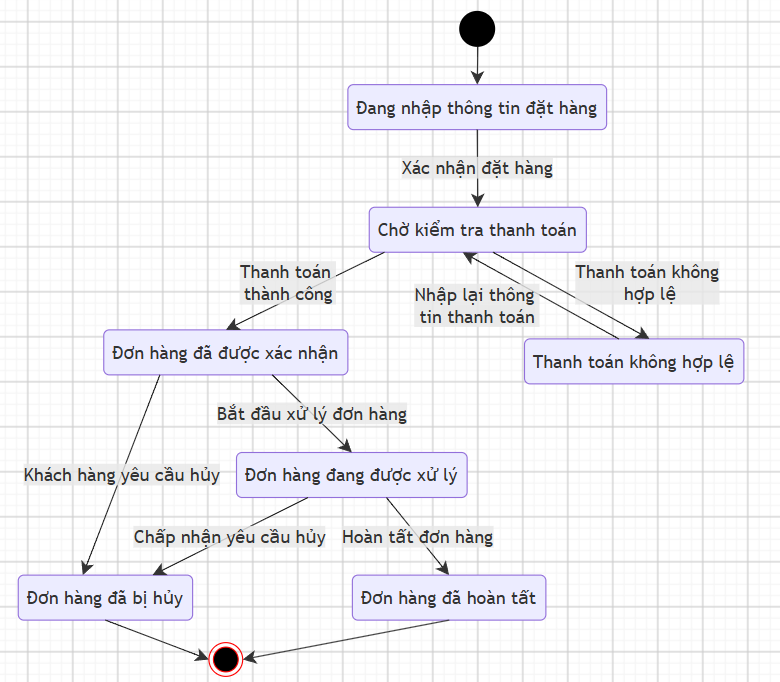 Đang nhập thông tin đặt hàng
Xác nhận đặt hàng
Chờ kiểm tra thanh toán
Thanh toán
thành công
Thanh toán không
hợp lệ
Nhập lại thông
tin thanh toán
Đơn hàng đã được xác nhận
Thanh toán không hợp lệ
Bắt đầu xử lý đơn hàng
Khách hàng yêu cầu hủy
Đơn hàng đang được xử lý
Chấp nhận yêu cầu hủy
Hoàn tất đơn hàng
Đơn hàng đã bị hủy
Đơn hàng đã hoàn tất